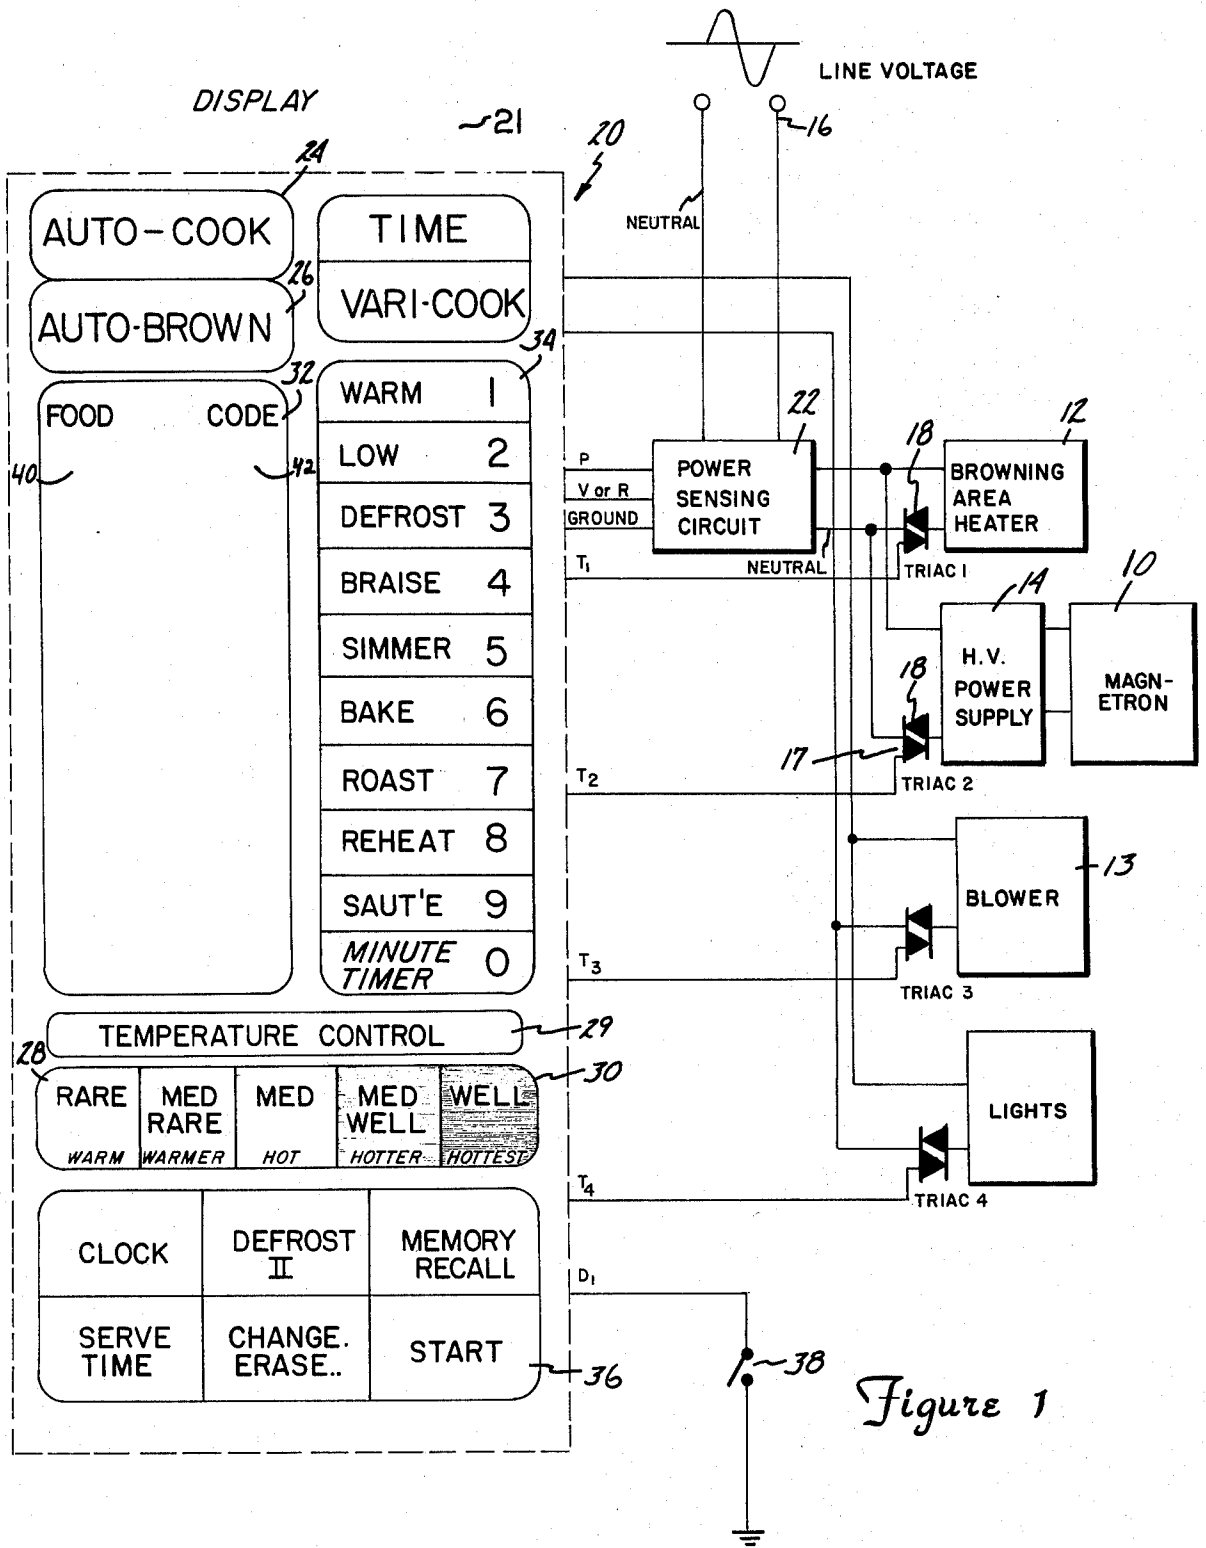 LINE VOLTAGE
DISPLAY
21
20
16
24
NEUTRAL
AUTO-COOK
TIME
26
AUTO-BROWN
VARI-COOK
34
32
FOOD CODE
40
42
WARM 1
LOW 2
DEFROST 3
BRAISE 4
SIMMER 5
BAKE 6
ROAST 7
REHEAT 8
SAUT'E 9
MINUTE
TIMER 0
P
V or R
GROUND
T1
22
POWER
SENSING
CIRCUIT
NEUTRAL
18
TRIAC 1
12
BROWNING
AREA
HEATER
14
H.V.
POWER
SUPPLY
10
MAGN-
ETRON
18
17
TRIAC 2
T2
13
BLOWER
T3
TRIAC 3
TEMPERATURE CONTROL
29
28
30
RARE
WARM
MED
RARE
WARMER
MED
HOT
MED
WELL
HOTTER
WELL
HOTTEST
LIGHTS
T4
TRIAC 4
CLOCK
DEFROST
II
MEMORY
RECALL
SERVE
TIME
CHANGE.
ERASE..
START
36
D1
38
Figure 1